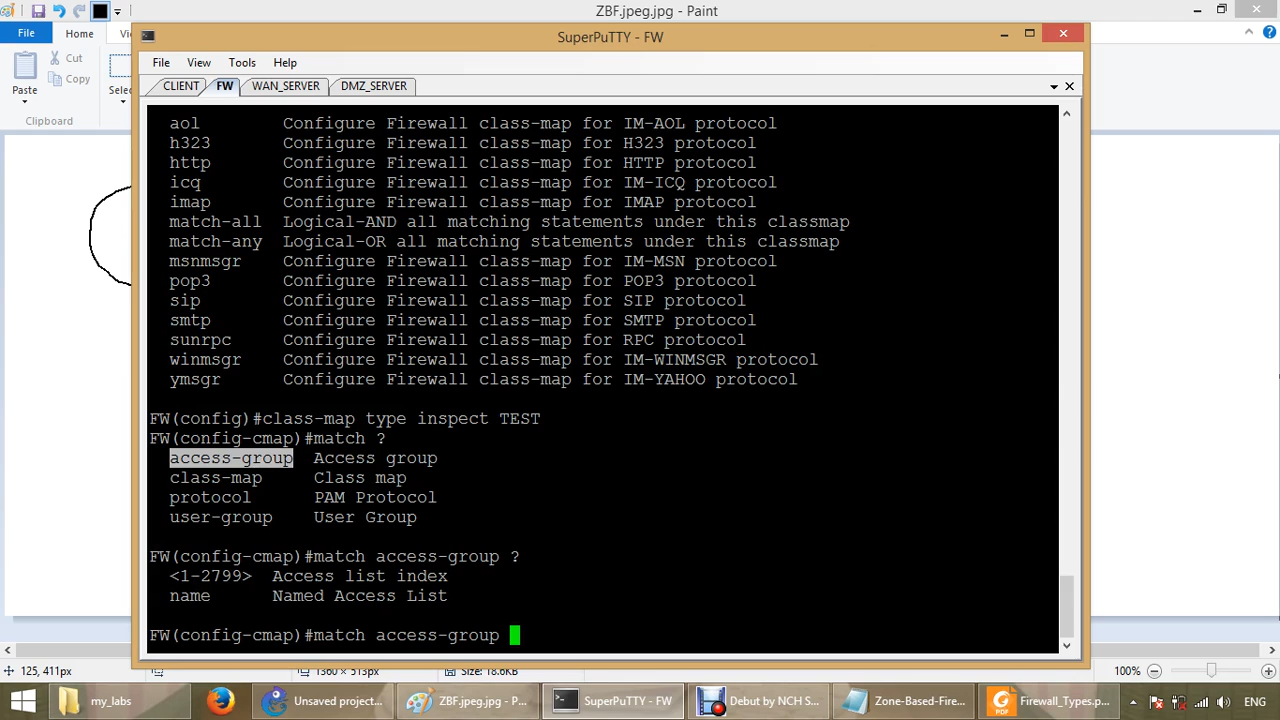 ZBF.jpeg.jpg - Paint
File
Home
Vi
Cut
Copy
Paste
Selec
Clipboard
SuperPuTTY - FW
File View Tools Help
CLIENT FW WAN_SERVER DMZ_SERVER
aol Configure Firewall class-map for IM-AOL protocol
h323 Configure Firewall class-map for H323 protocol
http Configure Firewall class-map for HTTP protocol
icq Configure Firewall class-map for IM-ICQ protocol
imap Configure Firewall class-map for IMAP protocol
match-all Logical-AND all matching statements under this classmap
match-any Logical-OR all matching statements under this classmap
msnmsgr Configure Firewall class-map for IM-MSN protocol
pop3 Configure Firewall class-map for POP3 protocol
sip Configure Firewall class-map for SIP protocol
smtp Configure Firewall class-map for SMTP protocol
sunrpc Configure Firewall class-map for RPC protocol
winmsgr Configure Firewall class-map for IM-WINMSGR protocol
ymsgr Configure Firewall class-map for IM-YAHOO protocol
FW(config)#class-map type inspect TEST
FW(config-cmap)#match ?
access-group Access group
class-map Class map
protocol PAM Protocol
user-group User Group
FW(config-cmap)#match access-group ?
<1-2799> Access list index
name Named Access List
FW(config-cmap)#match access-group
125, 411px 1360 × 513px Size: 18.6KB 100%
my_labs Unsaved project... ZBF.jpeg.jpg - P... SuperPuTTY - FW Debut by NCH S... Zone-Based-Fire... Firewall_Types.p... ENG